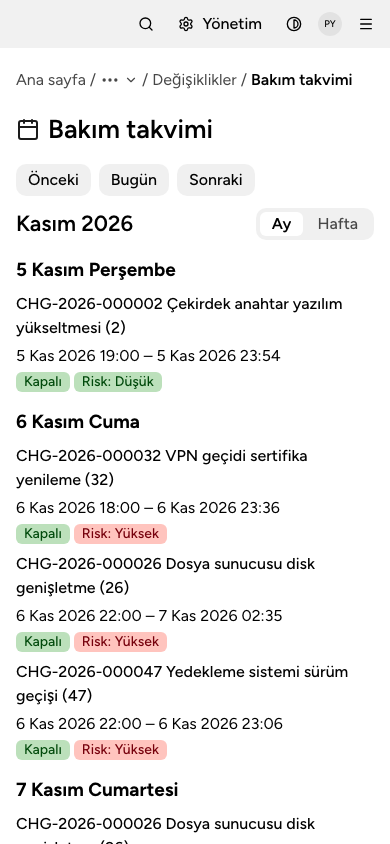 Yönetim PY
Ana sayfa / ··· / Değişiklikler / Bakım takvimi
Bakım takvimi
Önceki Bugün Sonraki
Kasım 2026 Ay Hafta
5 Kasım Perşembe
CHG-2026-000002 Çekirdek anahtar yazılım
yükseltmesi (2)
5 Kas 2026 19:00 – 5 Kas 2026 23:54
Kapalı Risk: Düşük
6 Kasım Cuma
CHG-2026-000032 VPN geçidi sertifika
yenileme (32)
6 Kas 2026 18:00 – 6 Kas 2026 23:36
Kapalı Risk: Yüksek
CHG-2026-000026 Dosya sunucusu disk
genişletme (26)
6 Kas 2026 22:00 – 7 Kas 2026 02:35
Kapalı Risk: Yüksek
CHG-2026-000047 Yedekleme sistemi sürüm
geçişi (47)
6 Kas 2026 22:00 – 6 Kas 2026 23:06
Kapalı Risk: Yüksek
7 Kasım Cumartesi
CHG-2026-000026 Dosya sunucusu disk